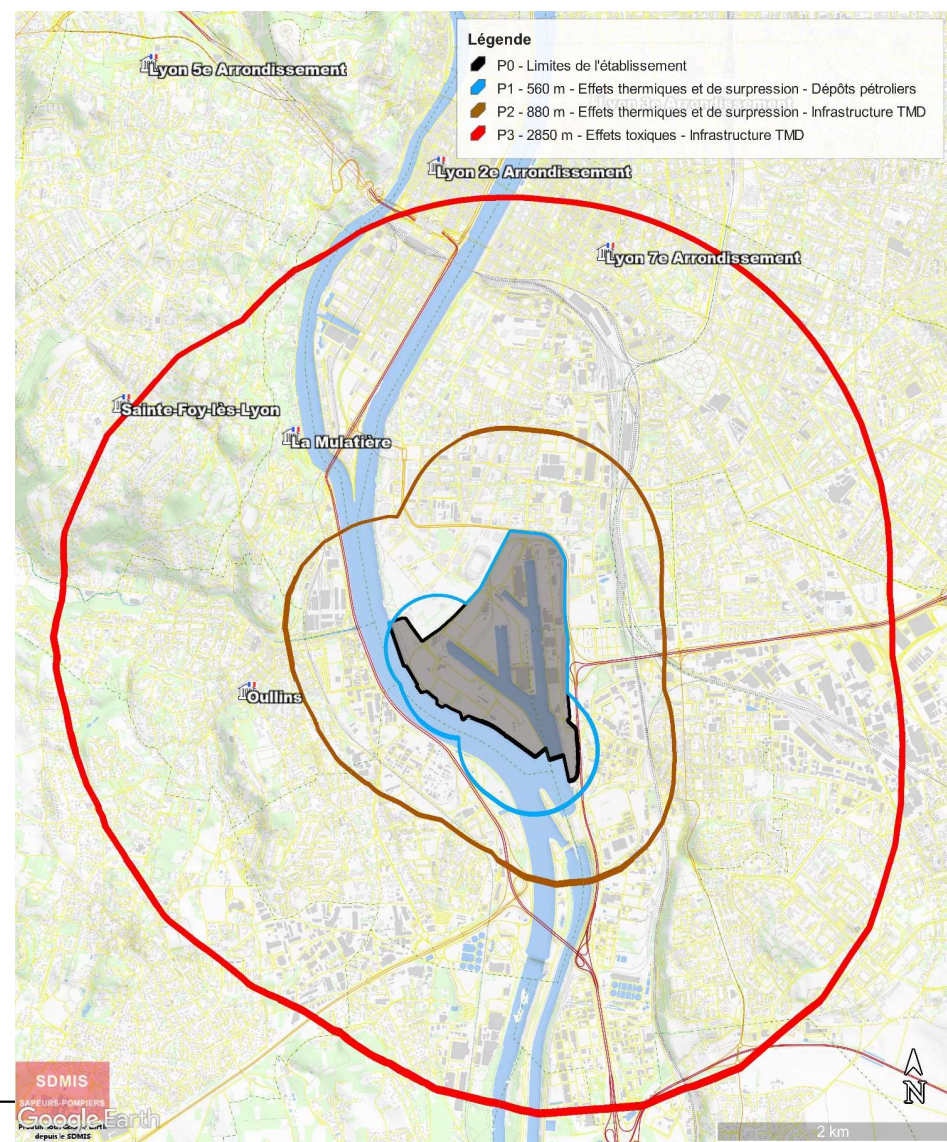 Légende
P0 - Limites de l'établissement
P1 - 560 m - Effets thermiques et de surpression - Dépôts pétroliers
P2 - 880 m - Effets thermiques et de surpression - Infrastructure TMD
P3 - 2850 m - Effets toxiques - Infrastructure TMD
Lyon 5e Arrondissement
Lyon 2e Arrondissement
Lyon 7e Arrondissement
Sainte-Foy-lès-Lyon
La Mulatière
Oullins
SDMIS
SAPEURS-POMPIERS
Google Earth
depuis le SDMIS
N
2 km